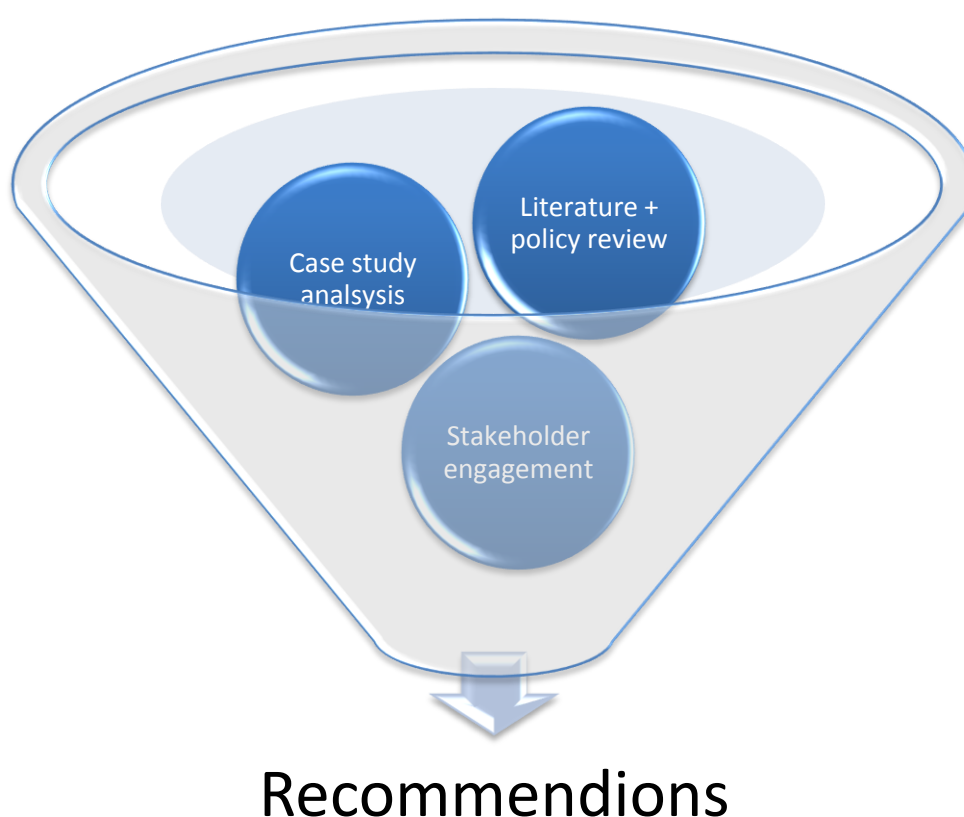 Literature +
policy review
Case study
analsysis
Stakeholder
engagement
Recommendions